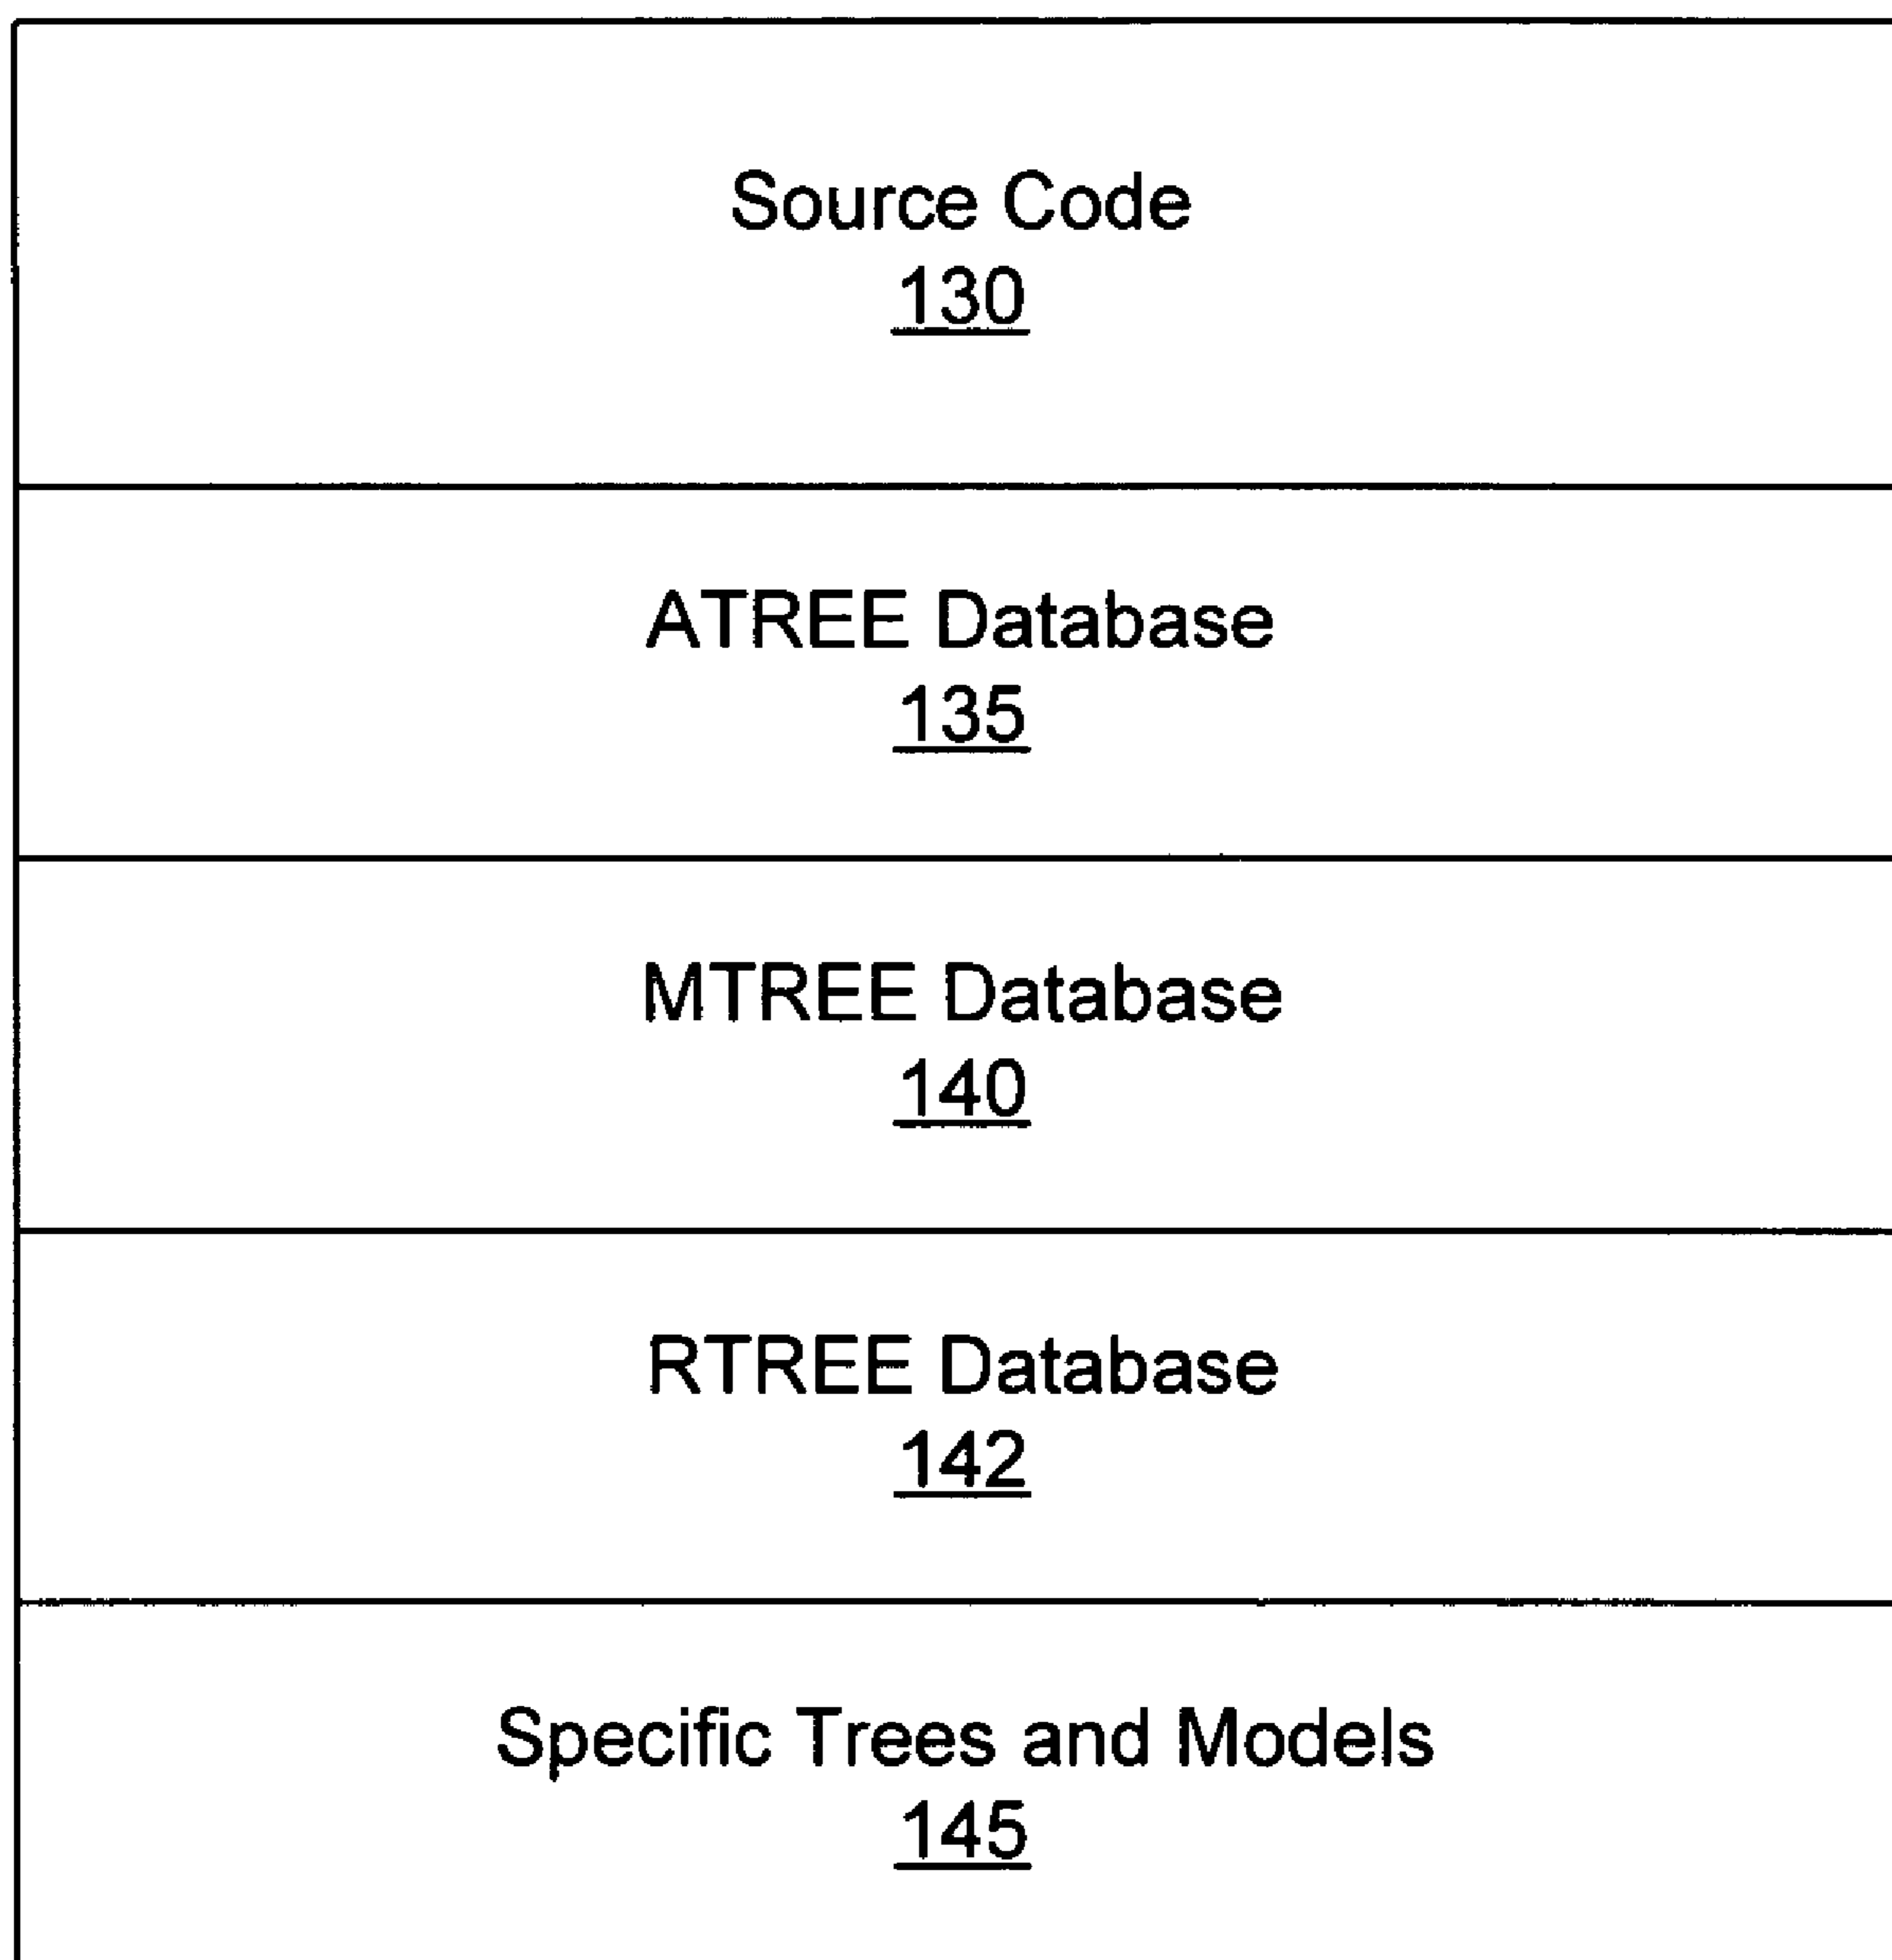 Source Code
130
ATREE Database
135
MTREE Database
140
RTREE Database
142
Specific Trees and Models
145